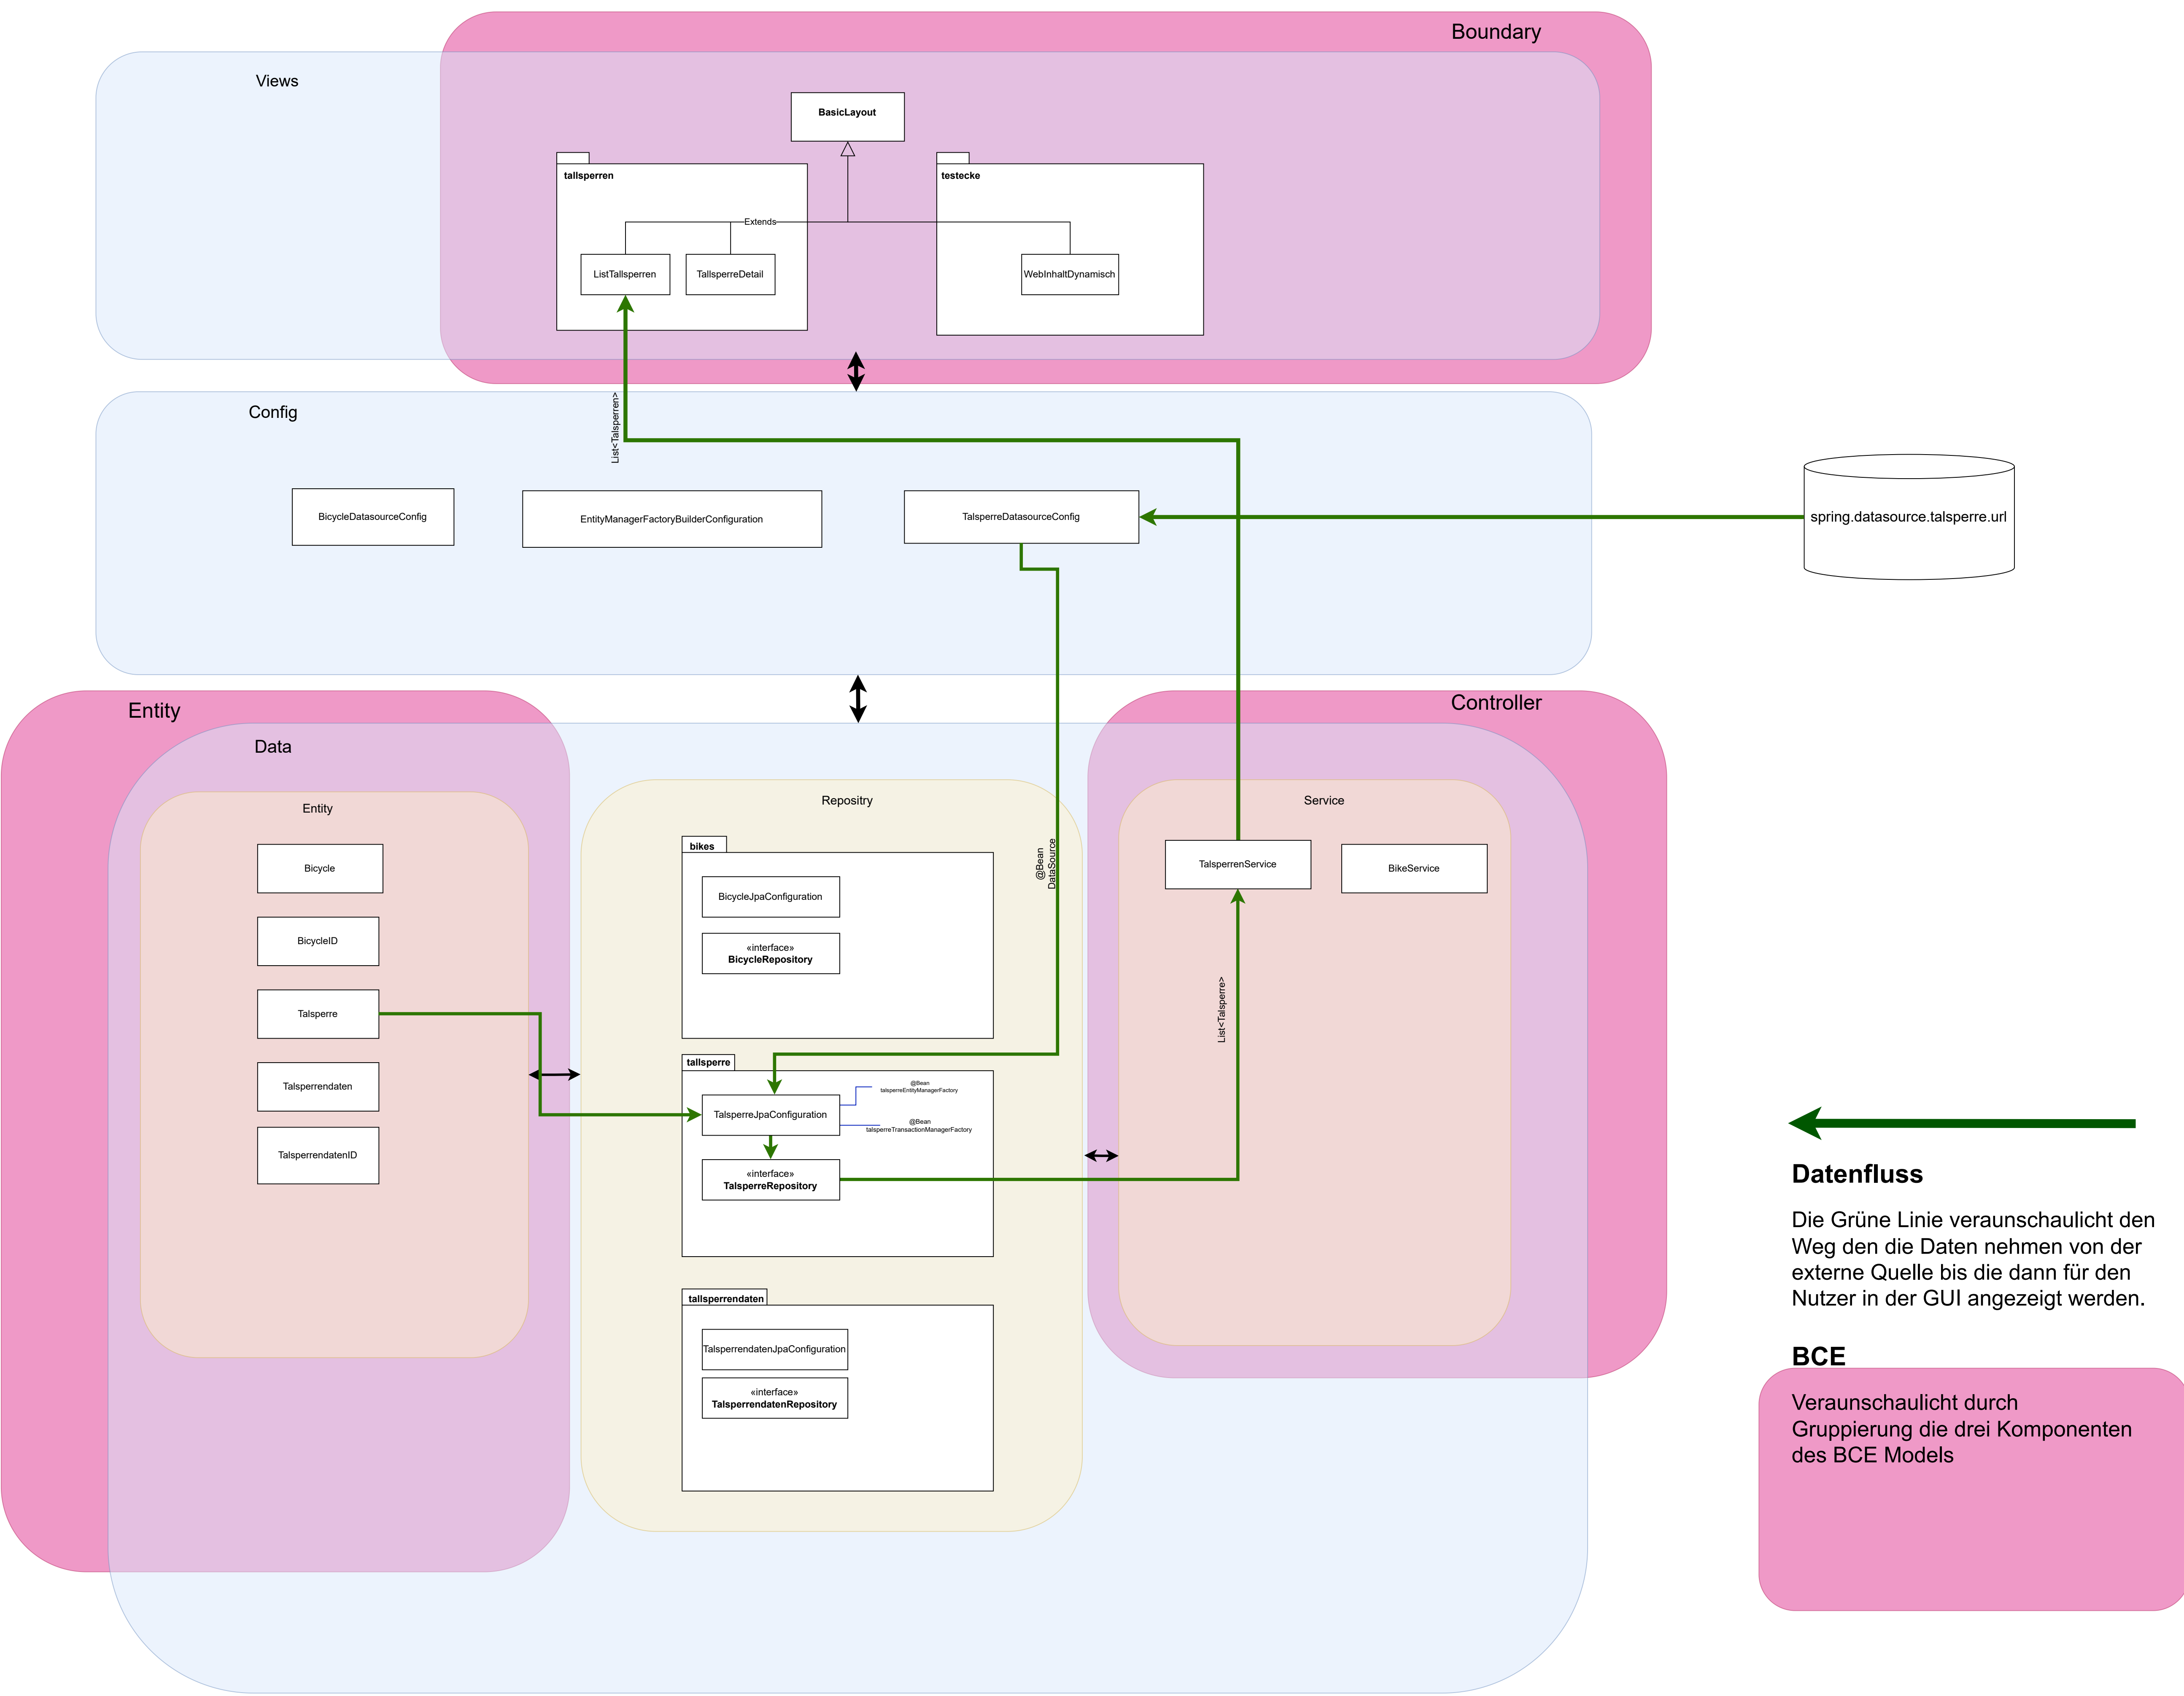 Boundary
Views
BasicLayout
tallsperren
testecke
Extends
ListTallsperren
TallsperreDetail
WebInhaltDynamisch
List<Talsperren>
Config
BicycleDatasourceConfig
EntityManagerFactoryBuilderConfiguration
TalsperreDatasourceConfig
spring.datasource.talsperre.url
Entity
Controller
Data
Entity
Bicycle
BicycleID
Talsperre
Talsperrendaten
TalsperrendatenID
Repositry
bikes
BicycleJpaConfiguration
«interface»
BicycleRepository
@Bean
DataSource
tallsperre
TalsperreJpaConfiguration
@Bean
talsperreEntityManagerFactory
@Bean
talsperreTransactionManagerFactory
«interface»
TalsperreRepository
tallsperrendaten
TalsperrendatenJpaConfiguration
«interface»
TalsperrendatenRepository
Service
TalsperrenService
BikeService
List<Talsperre>
Datenfluss
Die Grüne Linie veraunschaulicht den
Weg den die Daten nehmen von der
externe Quelle bis die dann für den
Nutzer in der GUI angezeigt werden.
BCE
Veraunschaulicht durch
Gruppierung die drei Komponenten
des BCE Models